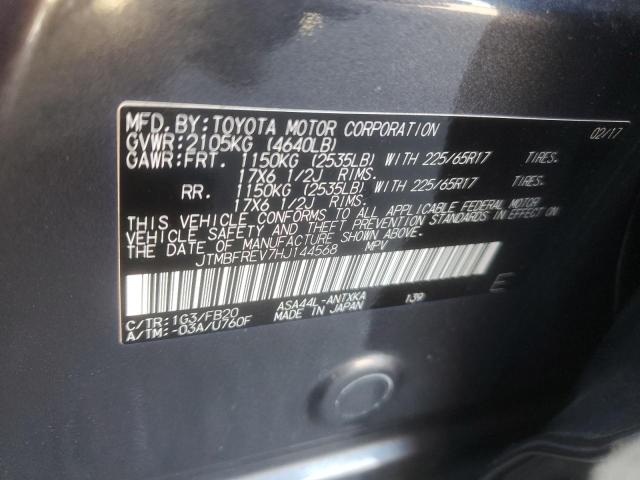 MFD. BY: TOYOTA MOTOR CORPORATION 02/17
GVWR: 2105KG (4640LB)
GAWR: FRT. 1150KG (2535LB) WITH 225/65R17 TIRES.
17X6 1/2J RIMS.
RR. 1150KG (2535LB) WITH 225/65R17 TIRES.
17X6 1/2J RIMS.
THIS VEHICLE CONFORMS TO ALL APPLICABLE FEDERAL MOTOR
VEHICLE SAFETY AND THEFT PREVENTION STANDARDS IN EFFECT ON
THE DATE OF MANUFACTURE SHOWN ABOVE.
JTMBFREV7HJ144568 MPV
E
C/TR: 1G3/FB20 ASA44L-ANTXKA 139
A/TM: -03A/U760F MADE IN JAPAN